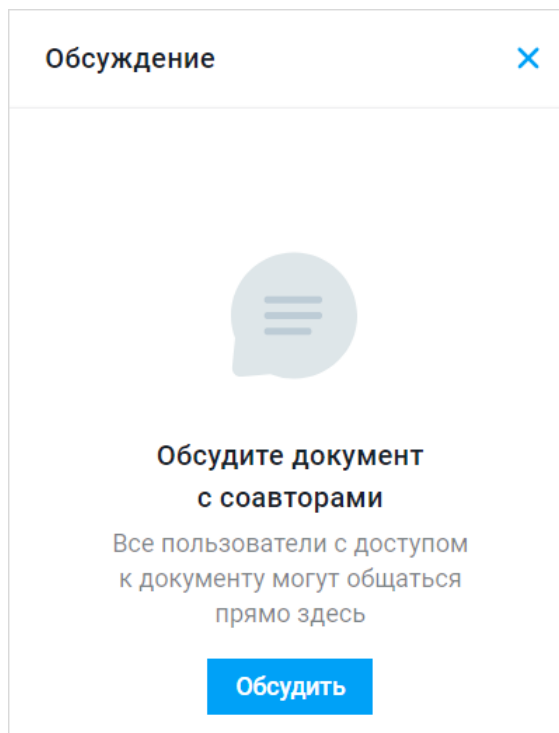 Обсуждение
Обсудите документ
с соавторами
Все пользователи с доступом
к документу могут общаться
прямо здесь
Обсудить